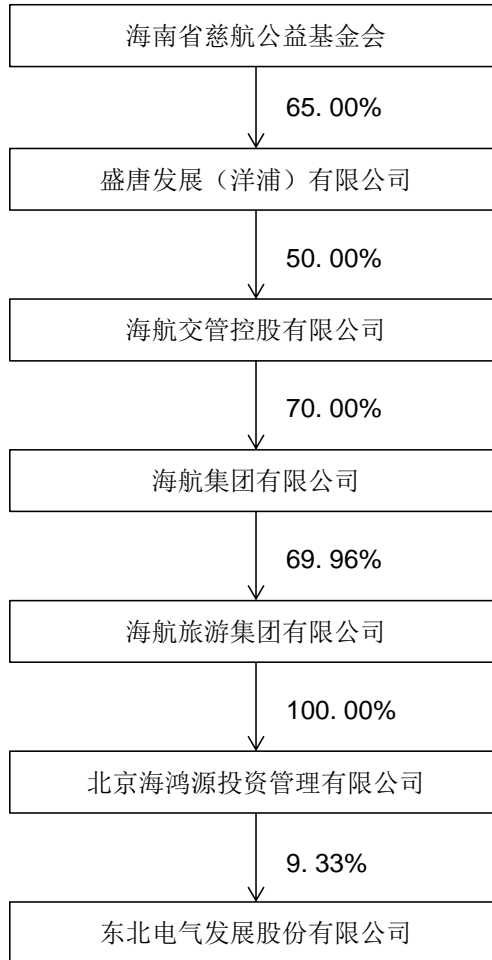 海南省慈航公益基金会
65.00%
盛唐发展（洋浦）有限公司
50.00%
海航交管控股有限公司
70.00%
海航集团有限公司
69.96%
海航旅游集团有限公司
100.00%
北京海鸿源投资管理有限公司
9.33%
东北电气发展股份有限公司